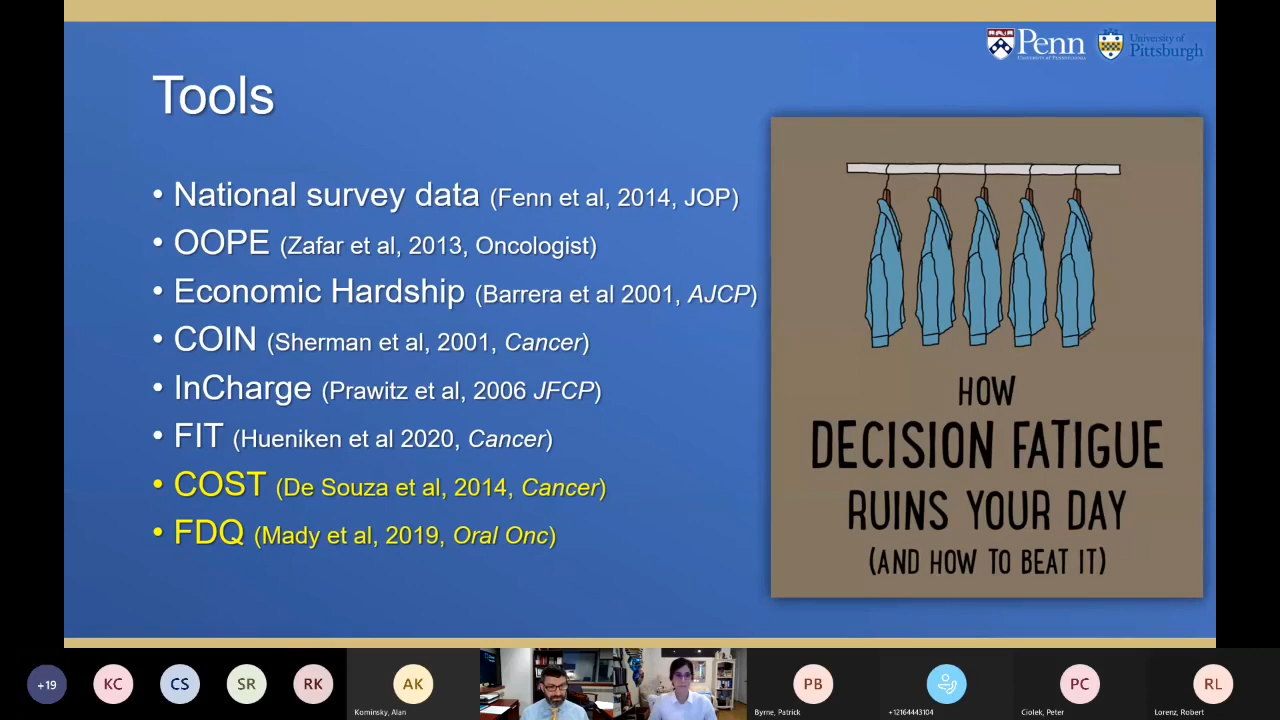 Penn
UNIVERSITY OF PENNSYLVANIA
University of
Pittsburgh
Tools
• National survey data (Fenn et al, 2014, JOP)
• OOPE (Zafar et al, 2013, Oncologist)
• Economic Hardship (Barrera et al 2001, AJCP)
• COIN (Sherman et al, 2001, Cancer)
• InCharge (Prawitz et al, 2006 JFCP)
• FIT (Hueniken et al 2020, Cancer)
• COST (De Souza et al, 2014, Cancer)
• FDQ (Mady et al, 2019, Oral Onc)
HOW
DECISION FATIGUE
RUINS YOUR DAY
(AND HOW TO BEAT IT)
+19
KC
CS
SR
RK
AK
Kominsky, Alan
PB
Byrne, Patrick
+12164443104
PC
Ciolek, Peter
RL
Lorenz, Robert